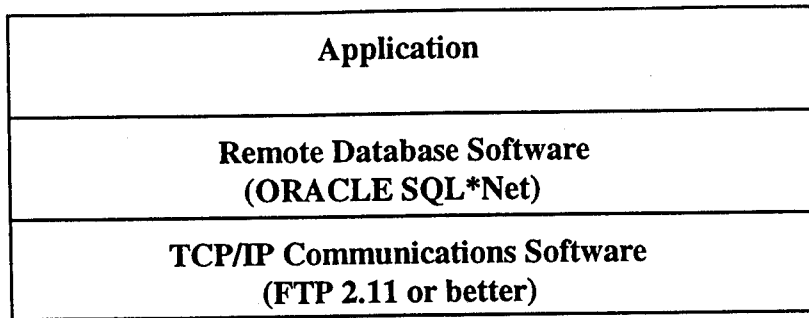 Application
Remote Database Software
(ORACLE SQL*Net)
TCP/IP Communications Software
(FTP 2.11 or better)